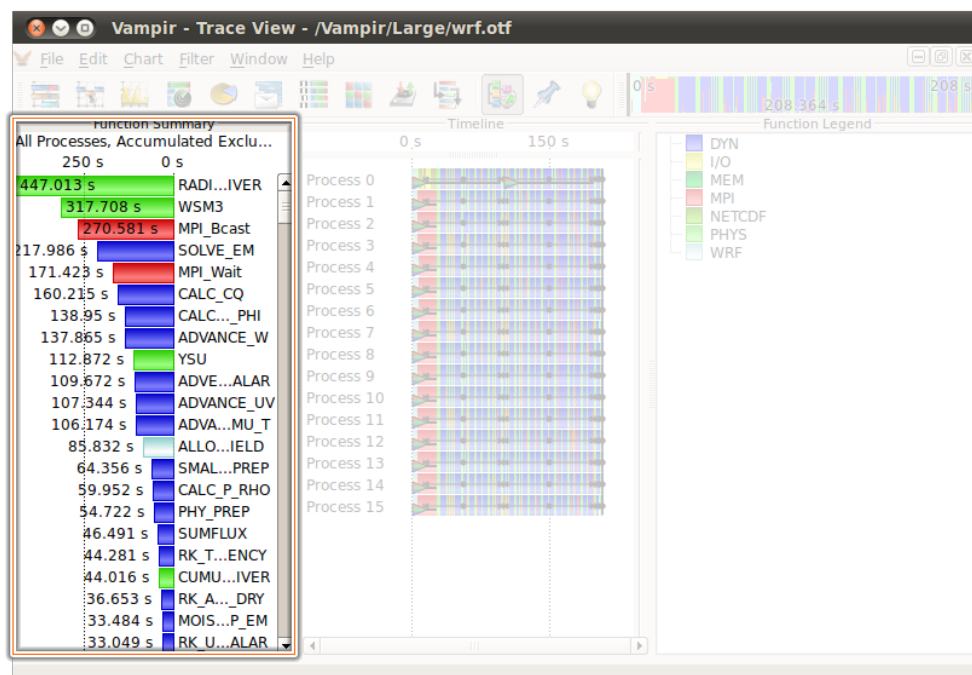 Vampir - Trace View - /Vampir/Large/wrf.otf
File Edit Chart Filter Window Help
0 s 208 s
208.364 s
Function Summary
All Processes, Accumulated Exclu...
250 s 0 s
447.013 s RADI...IVER
317.708 s WSM3
270.581 s MPI_Bcast
217.986 s SOLVE_EM
171.423 s MPI_Wait
160.215 s CALC_CQ
138.95 s CALC..._PHI
137.865 s ADVANCE_W
112.872 s YSU
109.672 s ADVE...ALAR
107.344 s ADVANCE_UV
106.174 s ADVA...MU_T
85.832 s ALLO...IELD
64.356 s SMAL...PREP
59.952 s CALC_P_RHO
54.722 s PHY_PREP
46.491 s SUMFLUX
44.281 s RK_T...ENCY
44.016 s CUMU...IVER
36.653 s RK_A..._DRY
33.484 s MOIS...P_EM
33.049 s RK_U...ALAR
Timeline
0 s 150 s
Process 0
Process 1
Process 2
Process 3
Process 4
Process 5
Process 6
Process 7
Process 8
Process 9
Process 10
Process 11
Process 12
Process 13
Process 14
Process 15
Function Legend
DYN
I/O
MEM
MPI
NETCDF
PHYS
WRF